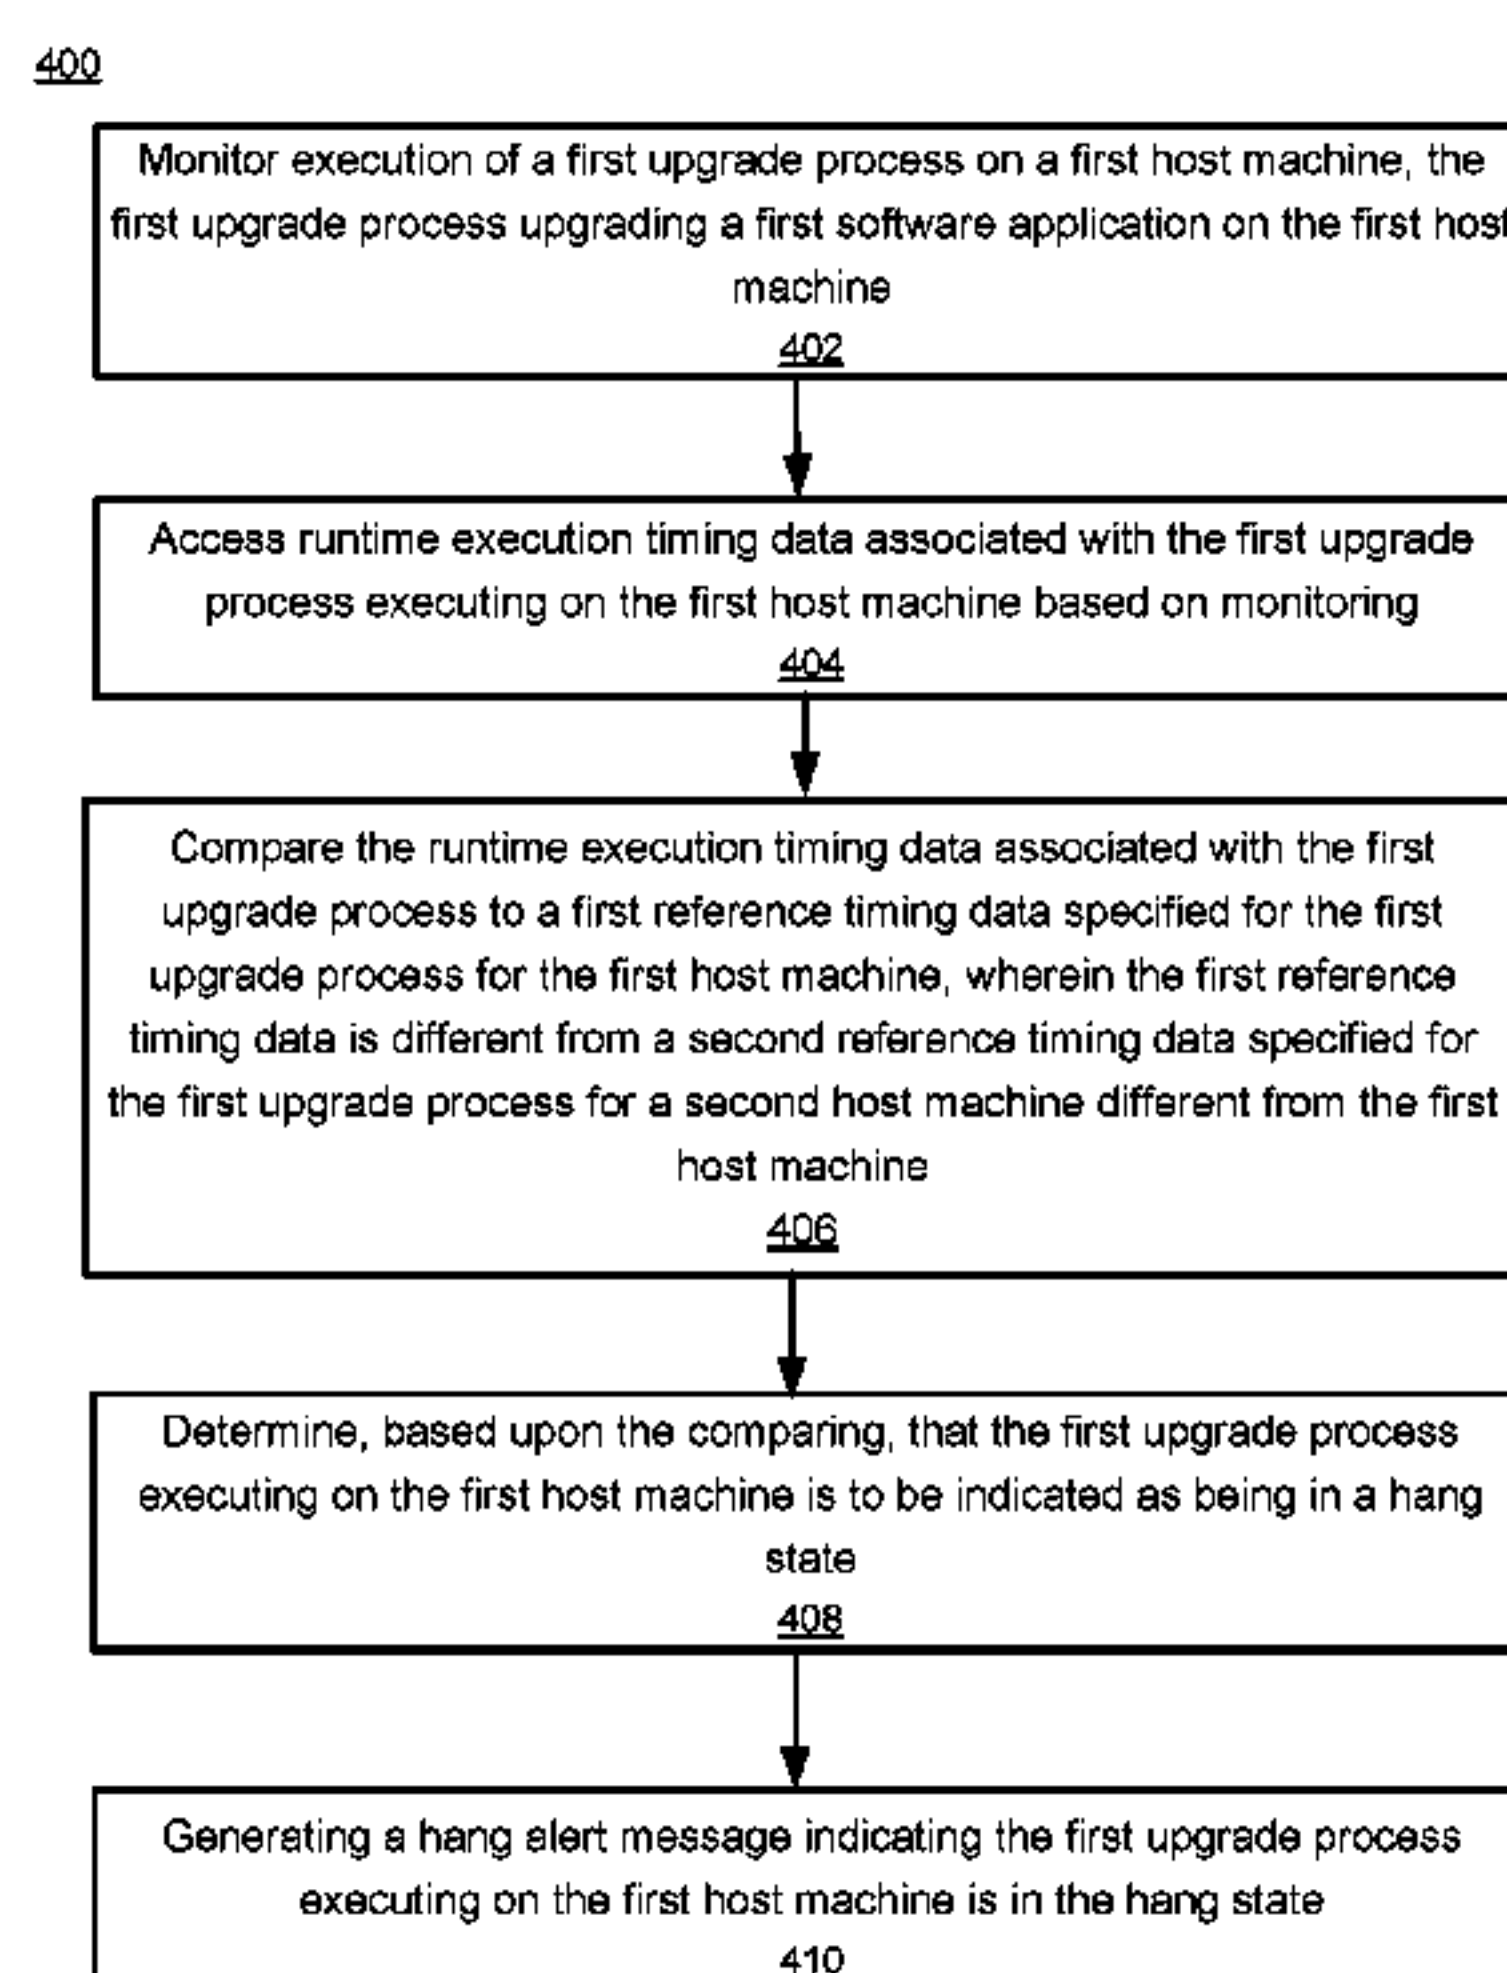 400
Monitor execution of a first upgrade process on a first host machine, the
first upgrade process upgrading a first software application on the first host
machine
402
Access runtime execution timing data associated with the first upgrade
process executing on the first host machine based on monitoring
404
Compare the runtime execution timing data associated with the first
upgrade process to a first reference timing data specified for the first
upgrade process for the first host machine, wherein the first reference
timing data is different from a second reference timing data specified for
the first upgrade process for a second host machine different from the first
host machine
406
Determine, based upon the comparing, that the first upgrade process
executing on the first host machine is to be indicated as being in a hang
state
408
Generating a hang alert message indicating the first upgrade process
executing on the first host machine is in the hang state
410